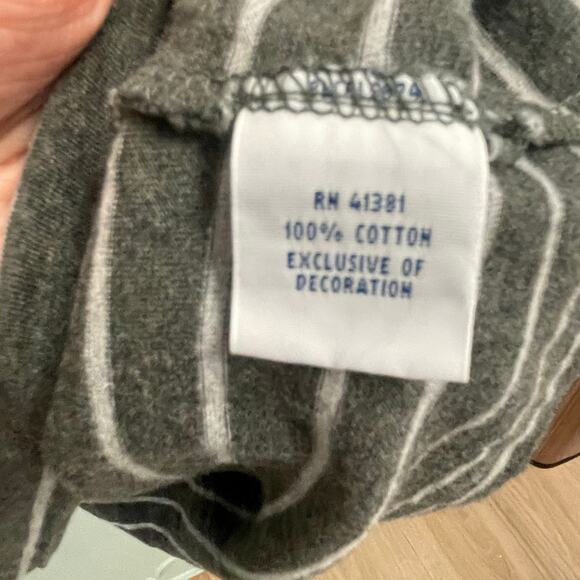 RN 41381
100% COTTON
EXCLUSIVE OF
DECORATION